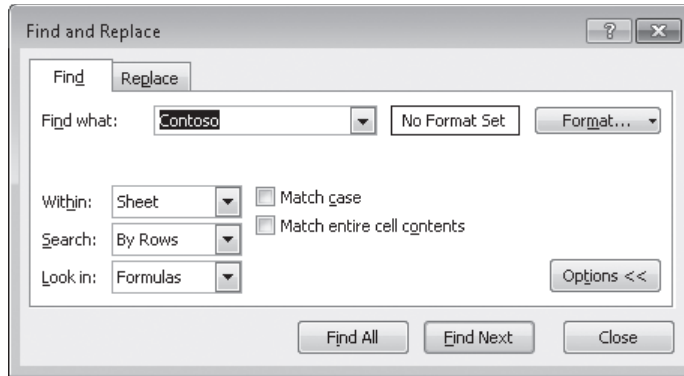 Find and Replace
Find Replace
Find what: Contoso No Format Set Format...
Within: Sheet Match case
Match entire cell contents
Search: By Rows
Look in: Formulas Options <<
Find All Find Next Close